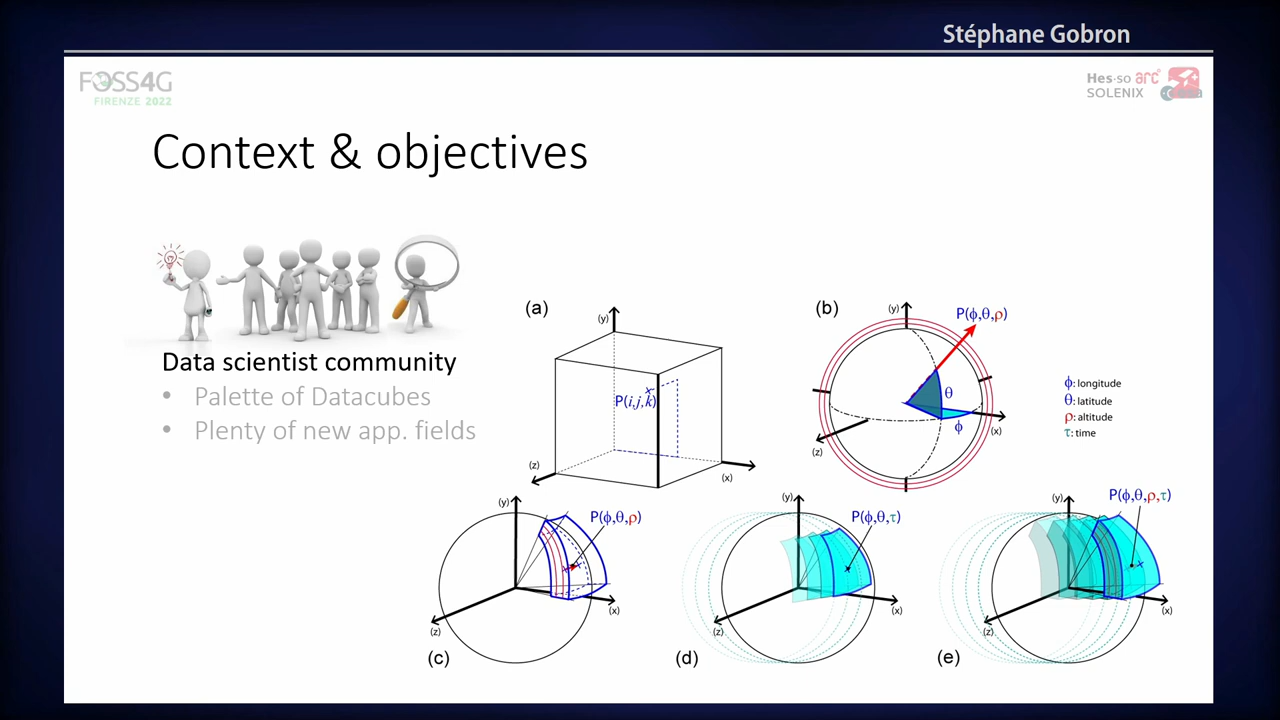 Stéphane Gobron
FOSS4G
FIRENZE 2022
Hes·so arc
SOLENIX
Context & objectives
Data scientist community
• Palette of Datacubes
• Plenty of new app. fields
(a)
(y)
P(i,j,k)
(z)
(x)
(b)
(y)
P(ϕ,θ,ρ)
θ
ϕ
(x)
(z)
ϕ: longitude
θ: latitude
ρ: altitude
τ: time
(y)
P(ϕ,θ,ρ)
(x)
(z)
(c)
(y)
P(ϕ,θ,τ)
(x)
(z)
(d)
(y)
P(ϕ,θ,ρ,τ)
(x)
(z)
(e)